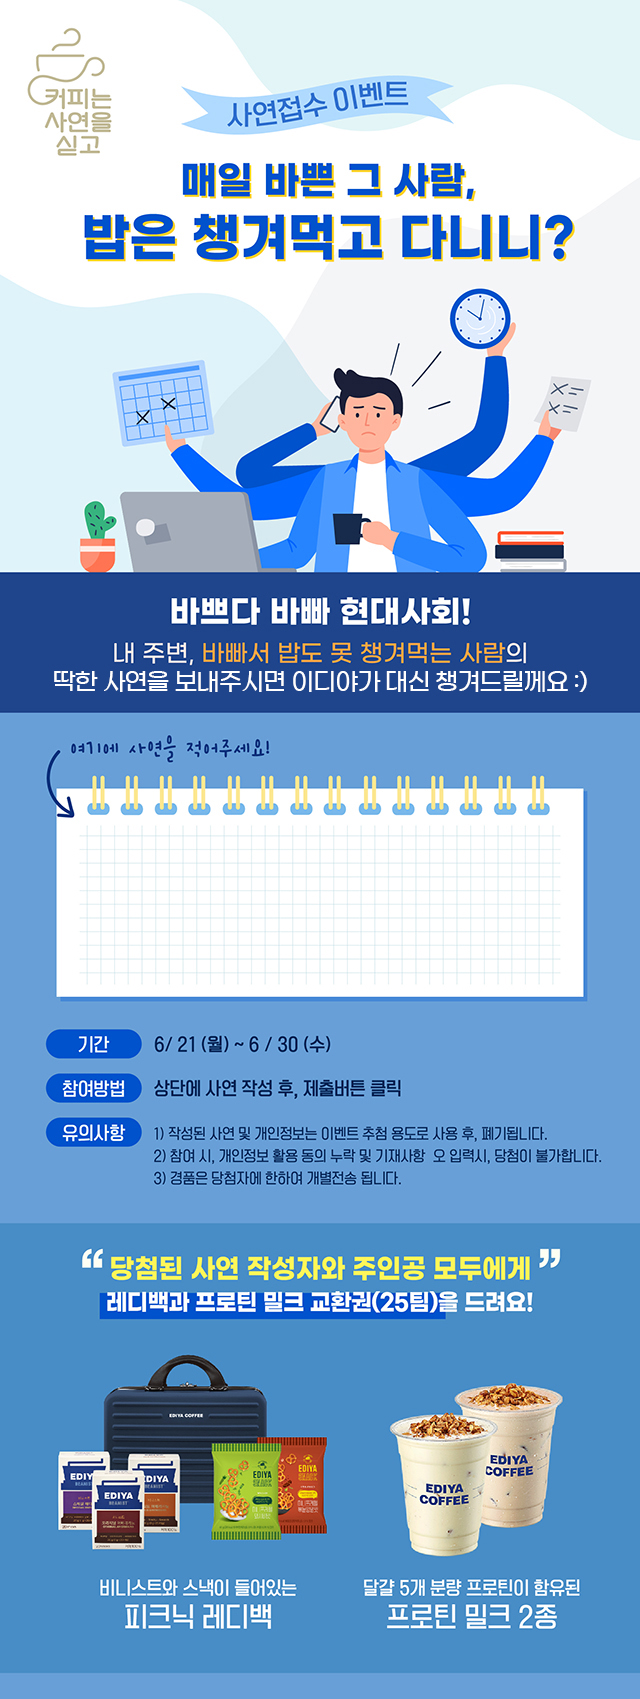 커피는
사연을
싣고
사연접수 이벤트
매일 바쁜 그 사람,
밥은 챙겨먹고 다니니?
바쁘다 바빠 현대사회!
내 주변, 바빠서 밥도 못 챙겨먹는 사람의
딱한 사연을 보내주시면 이디야가 대신 챙겨드릴께요 :)
여기에 사연을 적어주세요!
기간 6/ 21 (월) ~ 6 / 30 (수)
참여방법 상단에 사연 작성 후, 제출버튼 클릭
유의사항 1) 작성된 사연 및 개인정보는 이벤트 추첨 용도로 사용 후, 폐기됩니다.
2) 참여 시, 개인정보 활용 동의 누락 및 기재사항 오 입력시, 당첨이 불가합니다.
3) 경품은 당첨자에 한하여 개별전송 됩니다.
“ 당첨된 사연 작성자와 주인공 모두에게 ”
레디백과 프로틴 밀크 교환권(25팀)을 드려요!
EDIYA COFFEE
EDIYA
BEANIST
EDIYA
EDIYA
EDIYA
COFFEE
EDIYA
COFFEE
비니스트와 스낵이 들어있는
피크닉 레디백
달걀 5개 분량 프로틴이 함유된
프로틴 밀크 2종